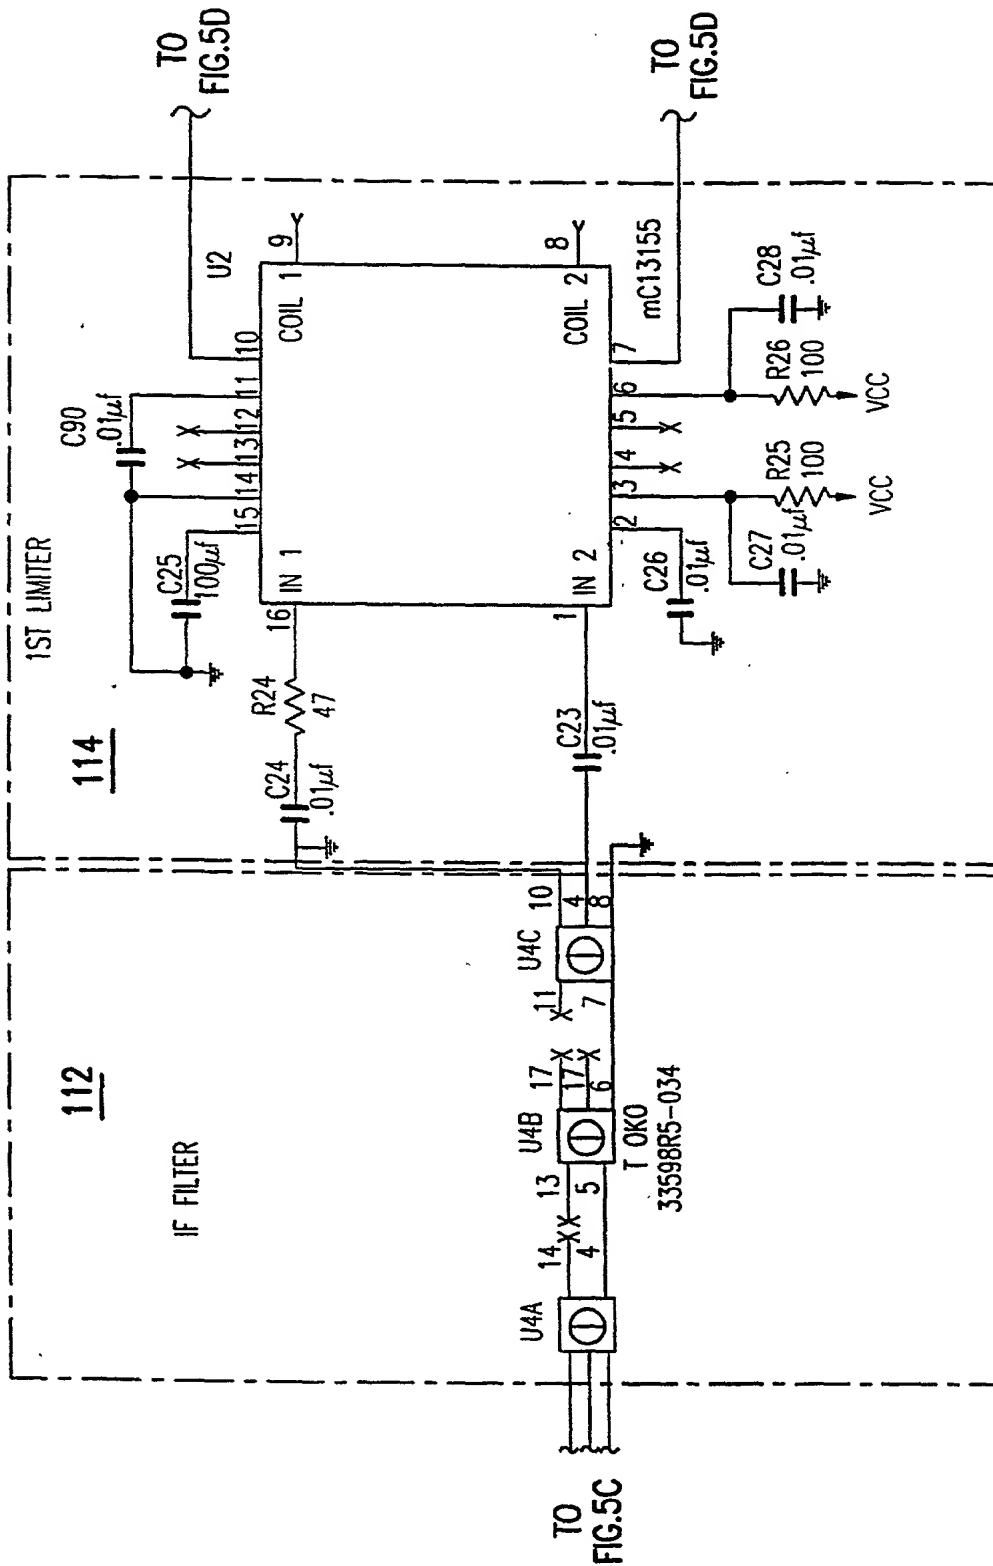 TO
FIG.5C
112
IF FILTER
U4A
14
4
13
5
U4B
T OKO
33598R5-034
17
17
6
11
7
U4C
10
4
8
114
1ST LIMITER
C24
.01µf
R24
47
C23
.01µf
C25
100µf
C90
.01µf
16
IN 1
15
14
13
12
11
10
U2
COIL 1
9
TO
FIG.5D
1
IN 2
2
3
4
5
6
7
COIL 2
8
mC13155
TO
FIG.5D
C26
.01µf
C27
.01µf
R25
100
VCC
R26
100
VCC
C28
.01µf